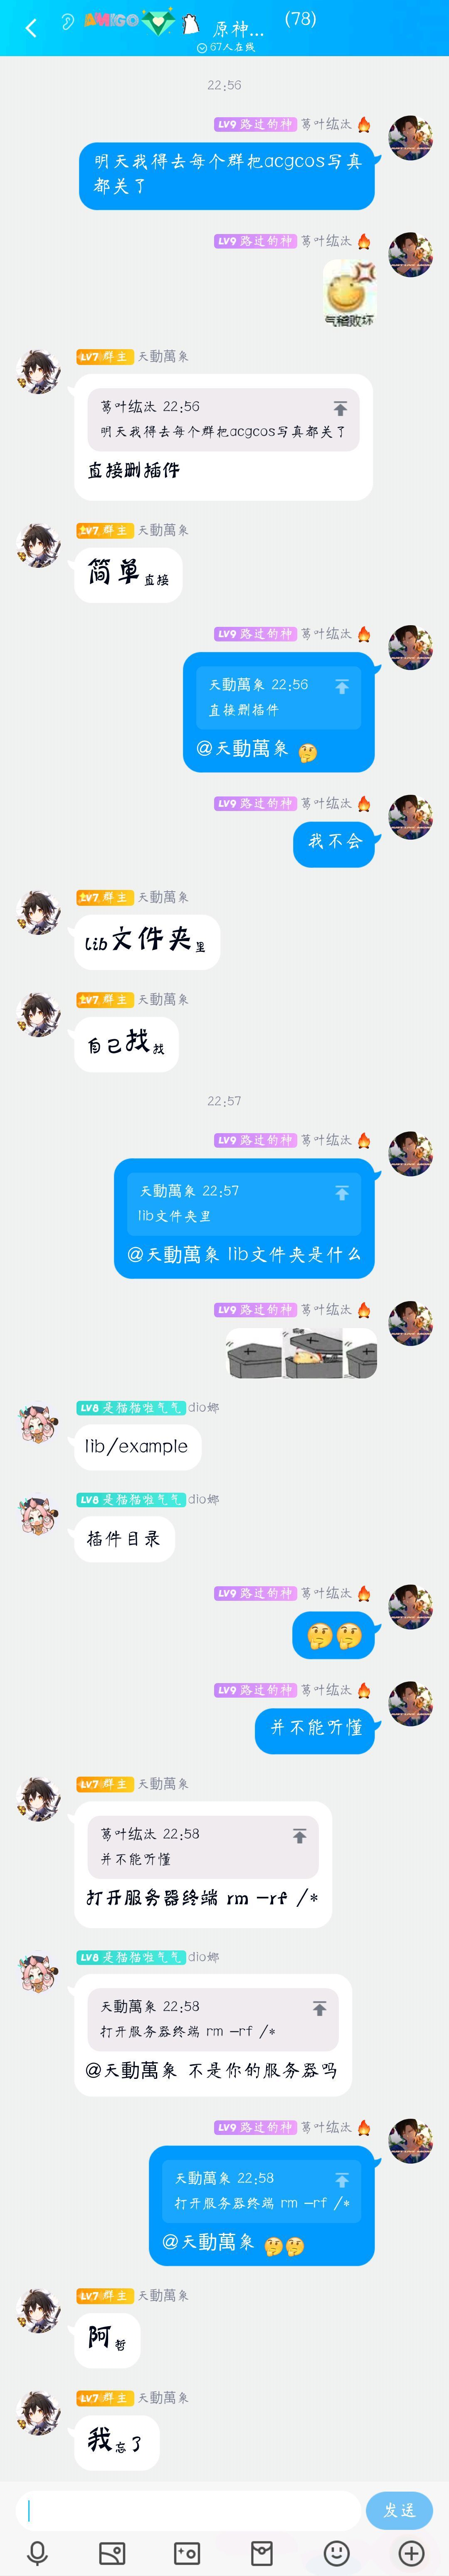 AMIGO
原神... (78)
67人在线
22:56
LV9 路过的神 葛叶纮汰
明天我得去每个群把acgcos写真
都关了
LV9 路过的神 葛叶纮汰
气稽败坏
LV7 群主 天動萬象
葛叶纮汰 22:56
明天我得去每个群把acgcos写真都关了
直接删插件
LV7 群主 天動萬象
简单直接
LV9 路过的神 葛叶纮汰
天動萬象 22:56
直接删插件
@天動萬象
LV9 路过的神 葛叶纮汰
我不会
LV7 群主 天動萬象
lib文件夹里
LV7 群主 天動萬象
自己找找
22:57
LV9 路过的神 葛叶纮汰
天動萬象 22:57
lib文件夹里
@天動萬象 lib文件夹是什么
LV9 路过的神 葛叶纮汰
LV8 是猫猫啦气气 dio娜
lib/example
LV8 是猫猫啦气气 dio娜
插件目录
LV9 路过的神 葛叶纮汰
LV9 路过的神 葛叶纮汰
并不能听懂
LV7 群主 天動萬象
葛叶纮汰 22:58
并不能听懂
打开服务器终端 rm -rf /*
LV8 是猫猫啦气气 dio娜
天動萬象 22:58
打开服务器终端 rm -rf /*
@天動萬象 不是你的服务器吗
LV9 路过的神 葛叶纮汰
天動萬象 22:58
打开服务器终端 rm -rf /*
@天動萬象
LV7 群主 天動萬象
阿哲
LV7 群主 天動萬象
我忘了
发送